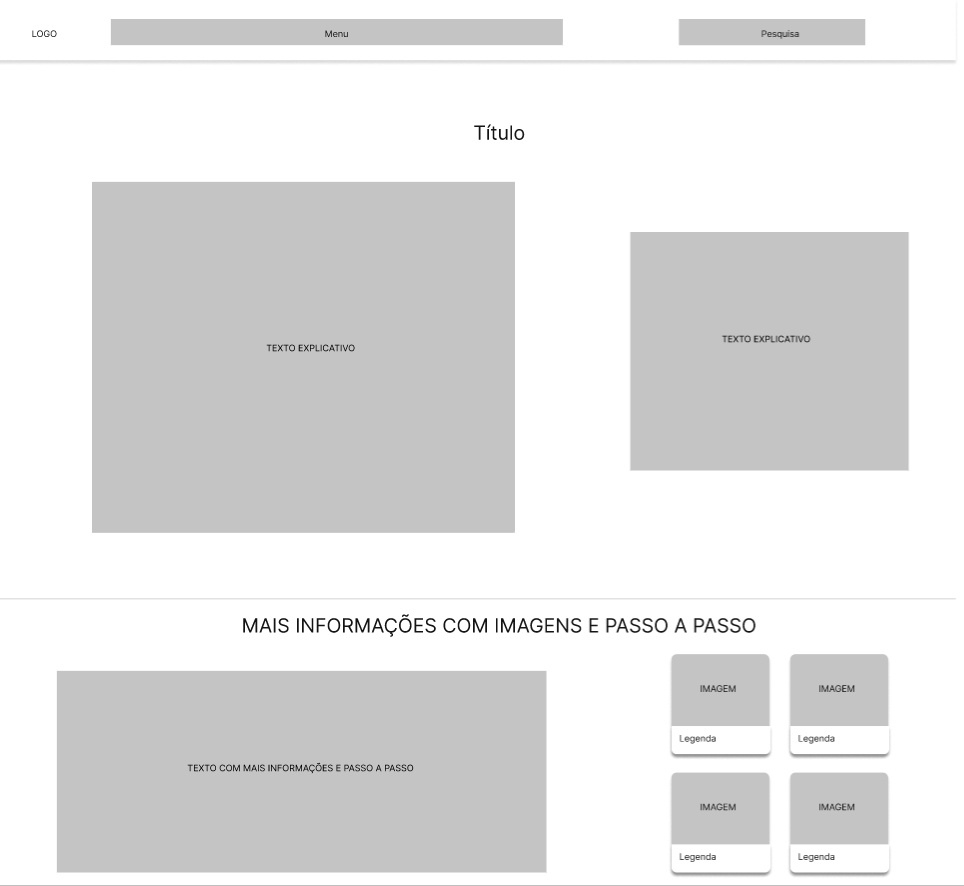 LOGO
Menu
Pesquisa
Título
TEXTO EXPLICATIVO
TEXTO EXPLICATIVO
MAIS INFORMAÇÕES COM IMAGENS E PASSO A PASSO
TEXTO COM MAIS INFORMAÇÕES E PASSO A PASSO
IMAGEM
Legenda
IMAGEM
Legenda
IMAGEM
Legenda
IMAGEM
Legenda